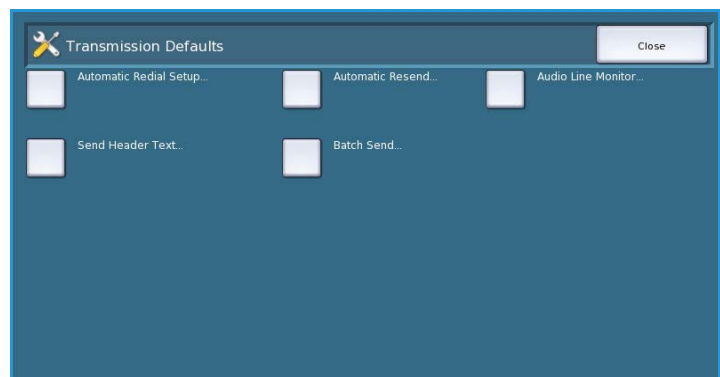 Transmission Defaults
Close
Automatic Redial Setup...
Automatic Resend...
Audio Line Monitor...
Send Header Text...
Batch Send...